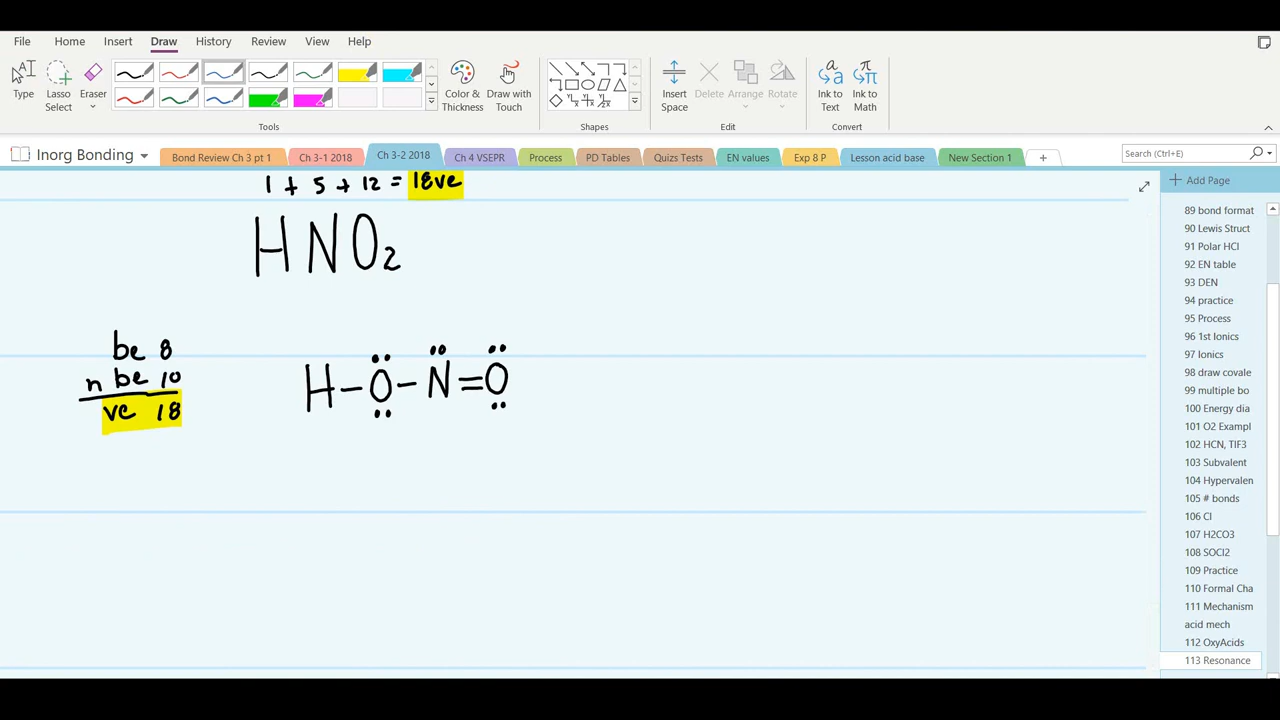 File Home Insert Draw History Review View Help
Type Lasso Select Eraser Color & Thickness Draw with Touch Insert Space Delete Arrange Rotate Ink to Text Ink to Math
Tools Shapes Edit Convert
Inorg Bonding Bond Review Ch 3 pt 1 Ch 3-1 2018 Ch 3-2 2018 Ch 4 VSEPR Process PD Tables Quizs Tests EN values Exp 8 P Lesson acid base New Section 1 + Search (Ctrl+E)
Add Page
1 + 5 + 12 = 18ve
HNO₂
be 8
n be 10
ve 18
H–O–N=O
89 bond format
90 Lewis Struct
91 Polar HCl
92 EN table
93 DEN
94 practice
95 Process
96 1st Ionics
97 Ionics
98 draw covale
99 multiple bo
100 Energy dia
101 O2 Exampl
102 HCN, TIF3
103 Subvalent
104 Hypervalen
105 # bonds
106 CI
107 H2CO3
108 SOCl2
109 Practice
110 Formal Cha
111 Mechanism
acid mech
112 OxyAcids
113 Resonance